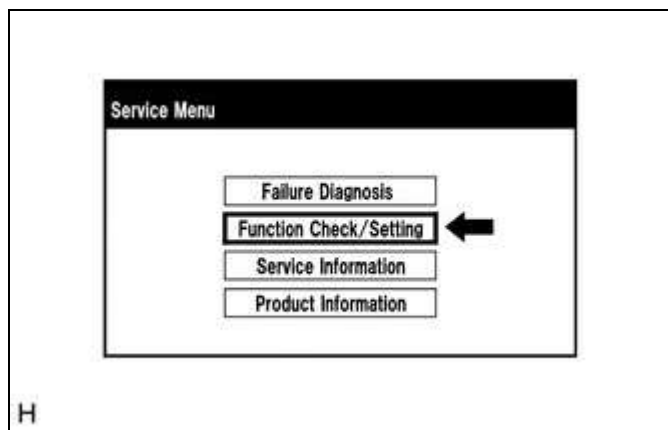 Service Menu
Failure Diagnosis
Function Check/Setting
Service Information
Product Information
H